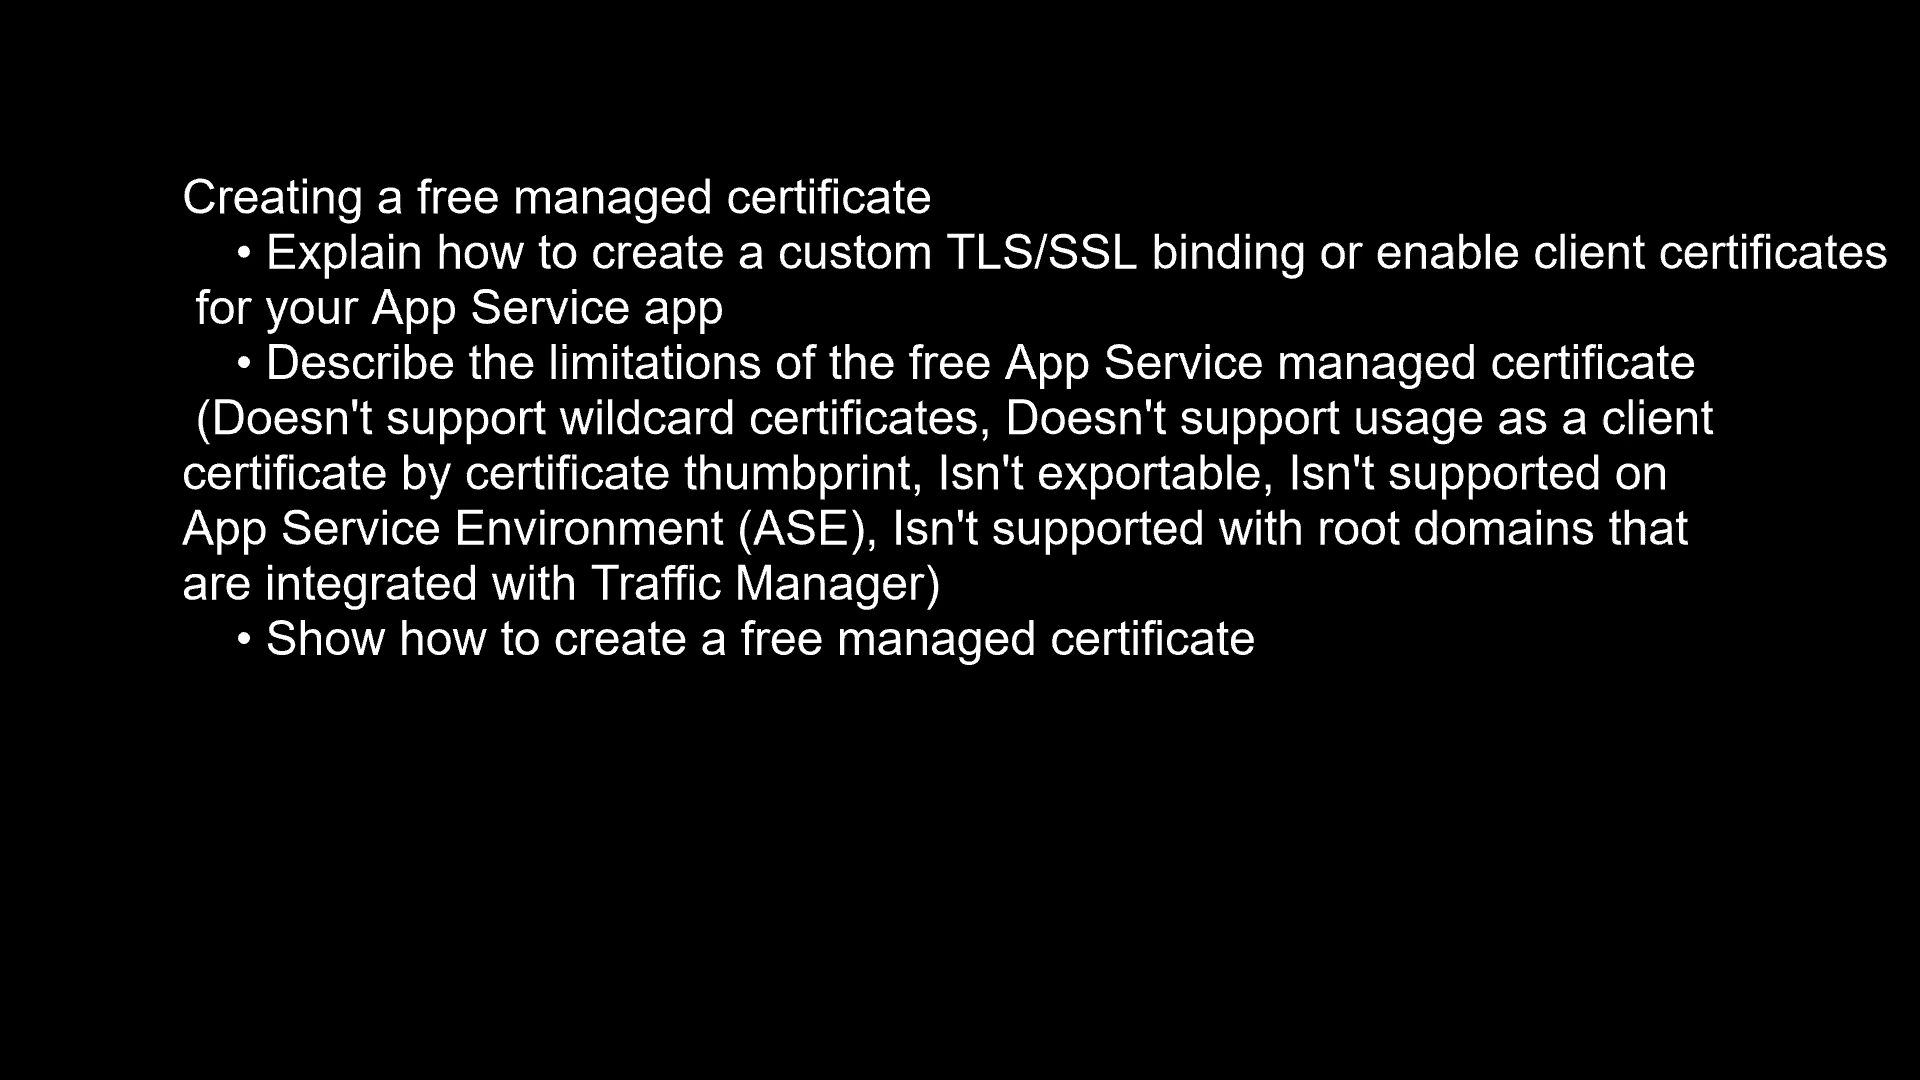 Creating a free managed certificate
• Explain how to create a custom TLS/SSL binding or enable client certificates
for your App Service app
• Describe the limitations of the free App Service managed certificate
(Doesn't support wildcard certificates, Doesn't support usage as a client
certificate by certificate thumbprint, Isn't exportable, Isn't supported on
App Service Environment (ASE), Isn't supported with root domains that
are integrated with Traffic Manager)
• Show how to create a free managed certificate